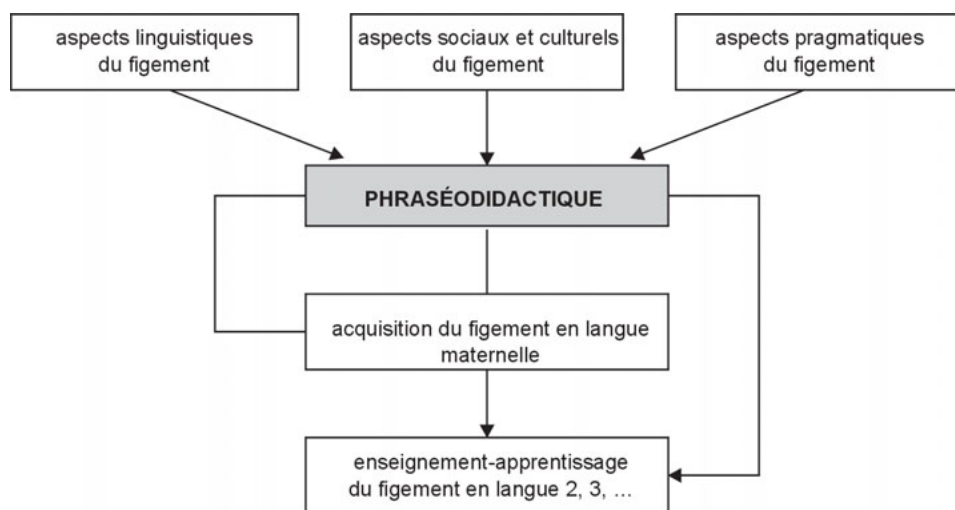 aspects linguistiques
du figement
aspects sociaux et culturels
du figement
aspects pragmatiques
du figement
PHRASÉODIDACTIQUE
acquisition du figement en langue
maternelle
enseignement-apprentissage
du figement en langue 2, 3, …